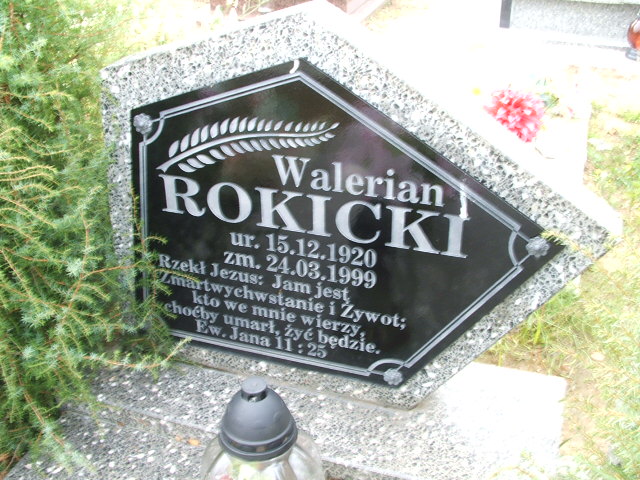 Walerian
ROKICKI
ur. 15.12.1920
zm. 24.03.1999
Rzekł Jezus: Jam jest
Zmartwychwstanie i Żywot;
kto we mnie wierzy,
choćby umarł, żyć będzie.
Ew. Jana 11 : 25